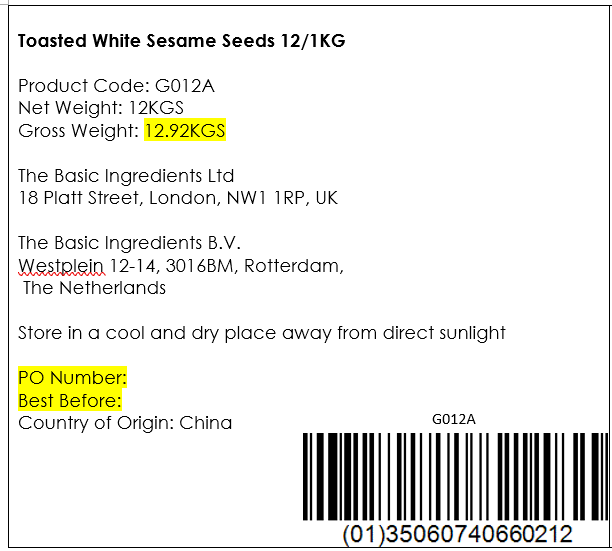 Toasted White Sesame Seeds 12/1KG
Product Code: G012A
Net Weight: 12KGS
Gross Weight: 12.92KGS
The Basic Ingredients Ltd
18 Platt Street, London, NW1 1RP, UK
The Basic Ingredients B.V.
Westplein 12-14, 3016BM, Rotterdam,
The Netherlands
Store in a cool and dry place away from direct sunlight
PO Number:
Best Before:
Country of Origin: China
G012A
(01)35060740660212